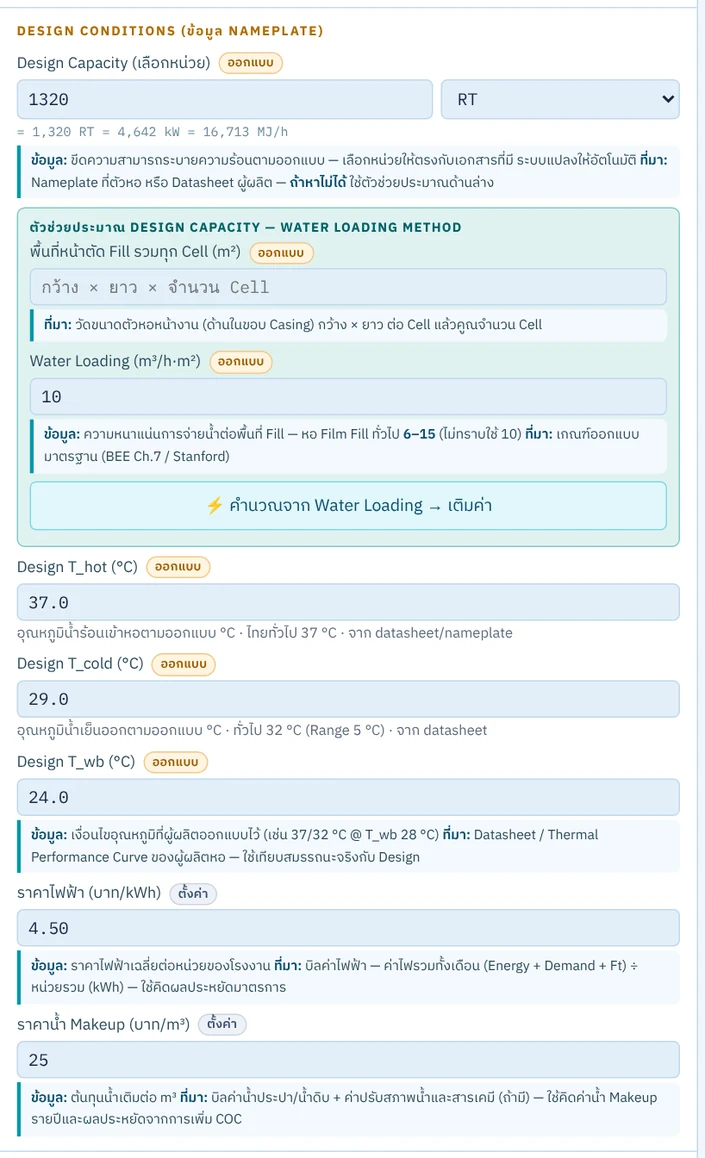 DESIGN CONDITIONS (ข้อมูล NAMEPLATE)
Design Capacity (เลือกหน่วย) ออกแบบ
1320 RT
= 1,320 RT = 4,642 kW = 16,713 MJ/h
ข้อมูล: ขีดความสามารถระบายความร้อนตามออกแบบ — เลือกหน่วยให้ตรงกับเอกสารที่มี ระบบแปลงให้อัตโนมัติ ที่มา:
Nameplate ที่ตัวหอ หรือ Datasheet ผู้ผลิต — ถ้าหาไม่ได้ ใช้ตัวช่วยประมาณด้านล่าง
ตัวช่วยประมาณ DESIGN CAPACITY — WATER LOADING METHOD
พื้นที่หน้าตัด Fill รวมทุก Cell (m²) ออกแบบ
กว้าง × ยาว × จำนวน Cell
ที่มา: วัดขนาดตัวหอหน้างาน (ด้านในขอบ Casing) กว้าง × ยาว ต่อ Cell แล้วคูณจำนวน Cell
Water Loading (m³/h·m²) ออกแบบ
10
ข้อมูล: ความหนาแน่นการจ่ายน้ำต่อพื้นที่ Fill — หอ Film Fill ทั่วไป 6–15 (ไม่ทราบใช้ 10) ที่มา: เกณฑ์ออกแบบ
มาตรฐาน (BEE Ch.7 / Stanford)
⚡ คำนวณจาก Water Loading → เติมค่า
Design T_hot (°C) ออกแบบ
37.0
อุณหภูมิน้ำร้อนเข้าหอตามออกแบบ °C · ไทยทั่วไป 37 °C · จาก datasheet/nameplate
Design T_cold (°C) ออกแบบ
29.0
อุณหภูมิน้ำเย็นออกตามออกแบบ °C · ทั่วไป 32 °C (Range 5 °C) · จาก datasheet
Design T_wb (°C) ออกแบบ
24.0
ข้อมูล: เงื่อนไขอุณหภูมิที่ผู้ผลิตออกแบบไว้ (เช่น 37/32 °C @ T_wb 28 °C) ที่มา: Datasheet / Thermal
Performance Curve ของผู้ผลิตหอ — ใช้เทียบสมรรถนะจริงกับ Design
ราคาไฟฟ้า (บาท/kWh) ตั้งค่า
4.50
ข้อมูล: ราคาไฟฟ้าเฉลี่ยต่อหน่วยของโรงงาน ที่มา: บิลค่าไฟฟ้า — ค่าไฟรวมทั้งเดือน (Energy + Demand + Ft) ÷
หน่วยรวม (kWh) — ใช้คิดผลประหยัดมาตรการ
ราคาน้ำ Makeup (บาท/m³) ตั้งค่า
25
ข้อมูล: ต้นทุนน้ำเติมต่อ m³ ที่มา: บิลค่าน้ำประปา/น้ำดิบ + ค่าปรับสภาพน้ำและสารเคมี (ถ้ามี) — ใช้คิดค่าน้ำ Makeup
รายปีและผลประหยัดจากการเพิ่ม COC